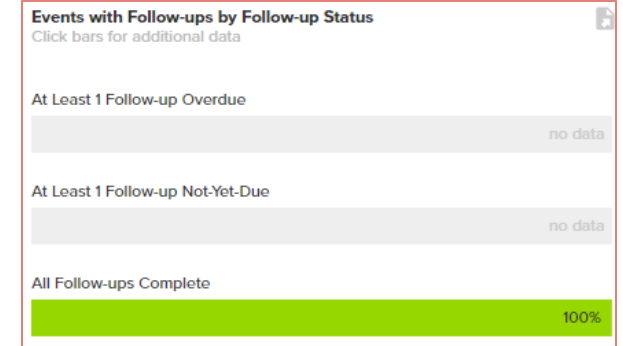 Events with Follow-ups by Follow-up Status
Click bars for additional data
At Least 1 Follow-up Overdue
no data
At Least 1 Follow-up Not-Yet-Due
no data
All Follow-ups Complete
100%